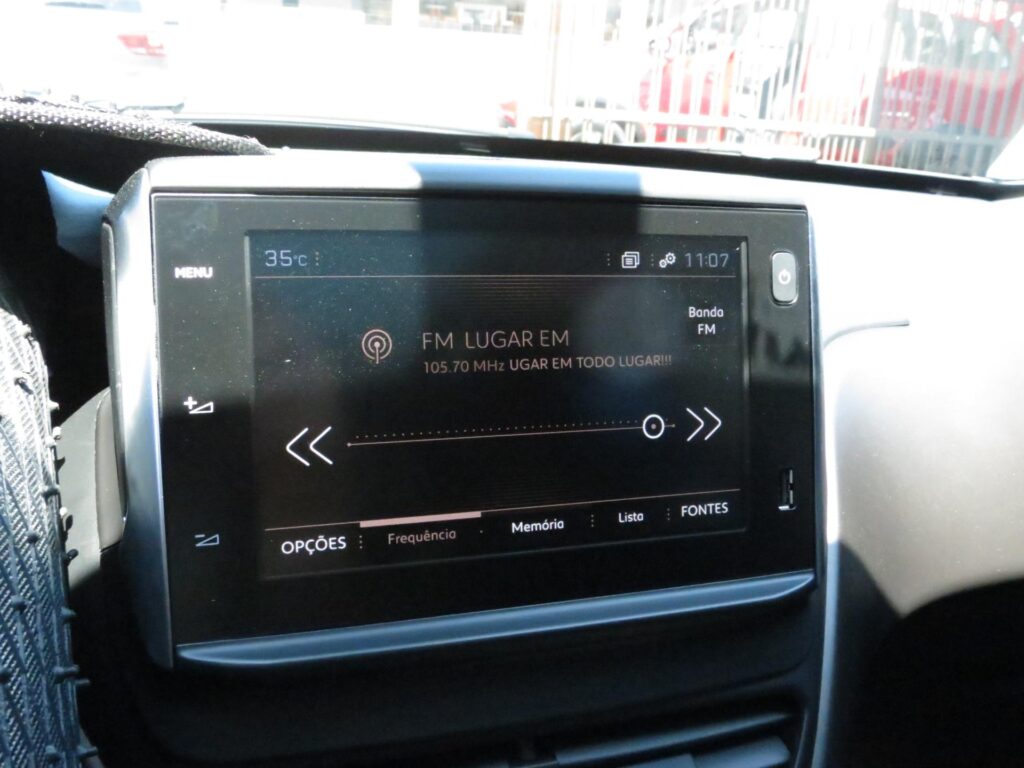 MENU
35°C
11:07
Banda
FM
FM LUGAR EM
105.70 MHz UGAR EM TODO LUGAR!!!
OPÇÕES
Frequência
Memória
Lista
FONTES